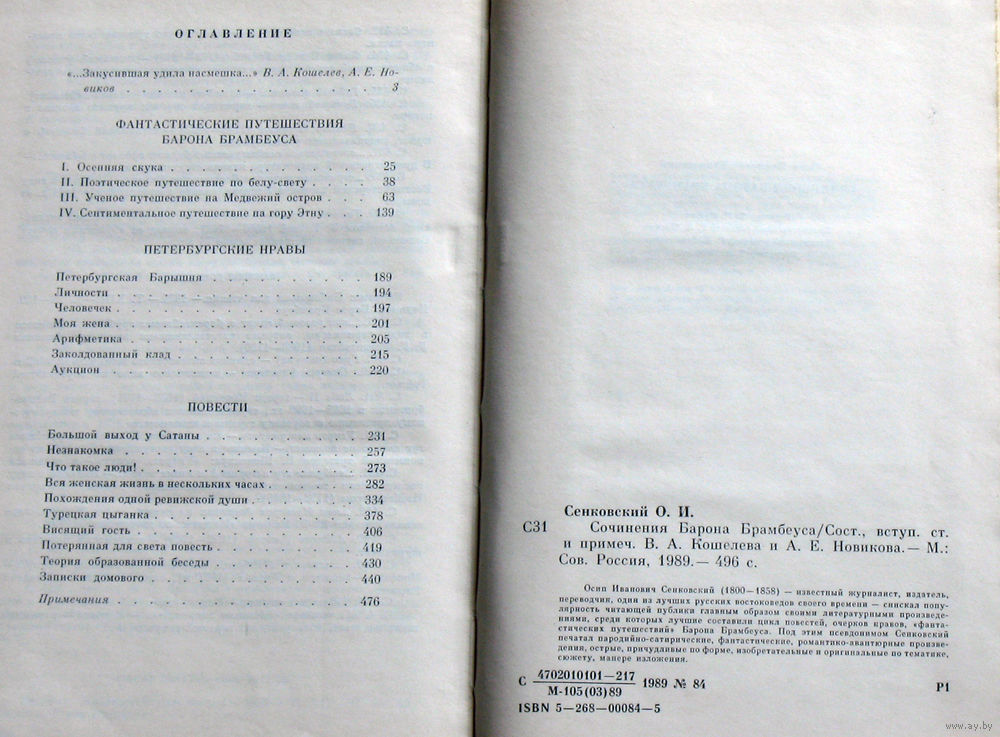 ОГЛАВЛЕНИЕ
«...Закусившая удила насмешка...» В. А. Кошелев, А. Е. Но-
виков . . . . . . . . . . . . . . . . 3
ФАНТАСТИЧЕСКИЕ ПУТЕШЕСТВИЯ
БАРОНА БРАМБЕУСА
I. Осенняя скука . . . . . . . . . . . . . 25
II. Поэтическое путешествие по белу-свету . . . . 38
III. Ученое путешествие на Медвежий остров . . . 63
IV. Сентиментальное путешествие на гору Этну . . . 139
ПЕТЕРБУРГСКИЕ НРАВЫ
Петербургская Барышня . . . . . . . . . . 189
Личности . . . . . . . . . . . . . . . 194
Человечек . . . . . . . . . . . . . . . 197
Моя жена . . . . . . . . . . . . . . . 201
Арифметика . . . . . . . . . . . . . . 205
Заколдованный клад . . . . . . . . . . . 215
Аукцион . . . . . . . . . . . . . . . 220
ПОВЕСТИ
Большой выход у Сатаны . . . . . . . . . 231
Незнакомка . . . . . . . . . . . . . . 257
Что такое люди! . . . . . . . . . . . . 273
Вся женская жизнь в нескольких часах . . . . . 282
Похождения одной ревижской души . . . . . . 334
Турецкая цыганка . . . . . . . . . . . . 378
Висящий гость . . . . . . . . . . . . . 406
Потерянная для света повесть . . . . . . . . 419
Теория образованной беседы . . . . . . . . 430
Записки домового . . . . . . . . . . . . 440
Примечания . . . . . . . . . . . . . . 476
Сенковский О. И.
С31 Сочинения Барона Брамбеуса/Сост., вступ. ст.
и примеч. В. А. Кошелева и А. Е. Новикова.— М.:
Сов. Россия, 1989.— 496 с.
Осип Иванович Сенковский (1800—1858) — известный журналист, издатель,
переводчик, один из лучших русских востоковедов своего времени — снискал попу-
лярность читающей публики главным образом своими литературными произведе-
ниями, среди которых лучшие составили цикл повестей, очерков нравов, «фанта-
стических путешествий» Барона Брамбеуса. Под этим псевдонимом Сенковский
печатал пародийно-сатирические, фантастические, романтико-авантюрные произве-
дения, острые, причудливые по форме, изобретательные и оригинальные по тематике,
сюжету, манере изложения.
С 4702010101—217
М-105(03)89 1989 № 84
Р1
ISBN 5—268—00084—5
www.ay.by